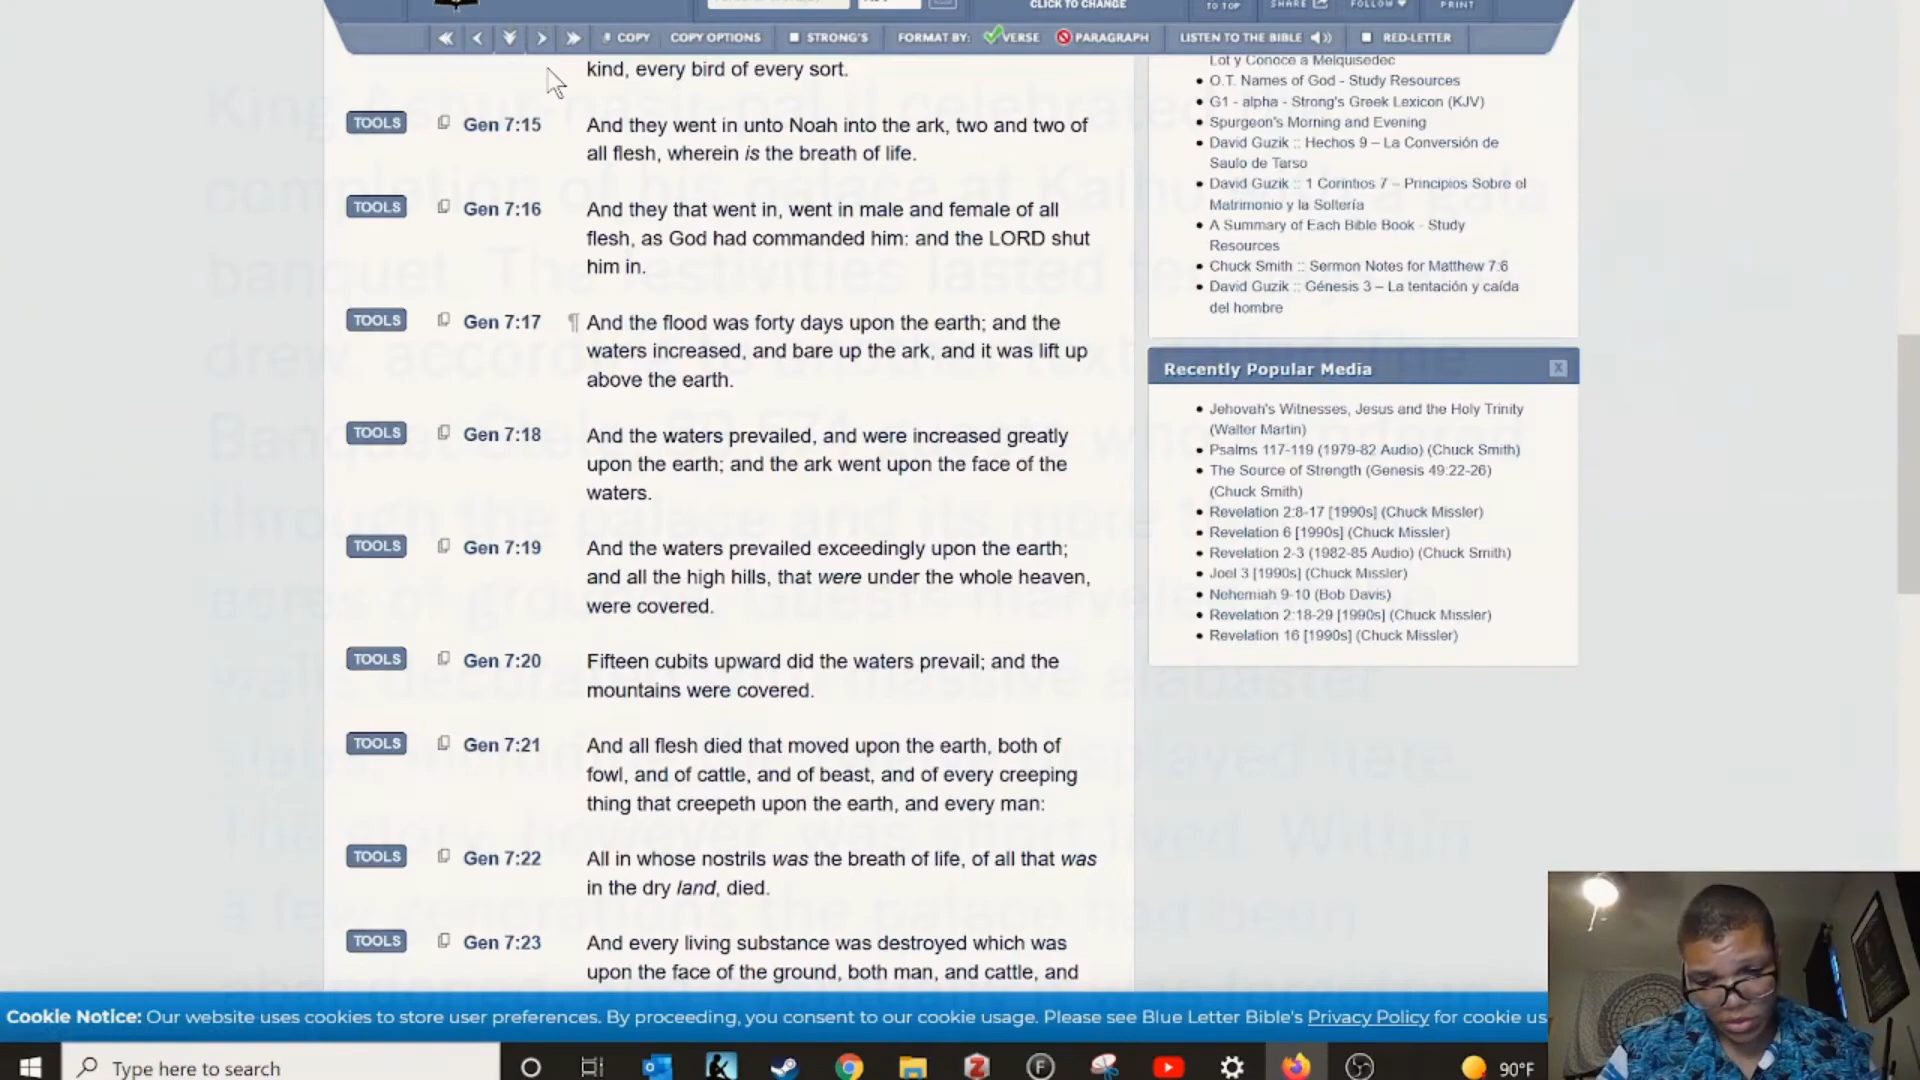 CLICK TO CHANGE
TO TOP
SHARE
FOLLOW
PRINT
COPY
COPY OPTIONS
STRONG'S
FORMAT BY:
VERSE
PARAGRAPH
LISTEN TO THE BIBLE
RED-LETTER
kind, every bird of every sort.
TOOLS Gen 7:15 And they went in unto Noah into the ark, two and two of
all flesh, wherein is the breath of life.
TOOLS Gen 7:16 And they that went in, went in male and female of all
flesh, as God had commanded him: and the LORD shut
him in.
TOOLS Gen 7:17 ¶ And the flood was forty days upon the earth; and the
waters increased, and bare up the ark, and it was lift up
above the earth.
TOOLS Gen 7:18 And the waters prevailed, and were increased greatly
upon the earth; and the ark went upon the face of the
waters.
TOOLS Gen 7:19 And the waters prevailed exceedingly upon the earth;
and all the high hills, that were under the whole heaven,
were covered.
TOOLS Gen 7:20 Fifteen cubits upward did the waters prevail; and the
mountains were covered.
TOOLS Gen 7:21 And all flesh died that moved upon the earth, both of
fowl, and of cattle, and of beast, and of every creeping
thing that creepeth upon the earth, and every man:
TOOLS Gen 7:22 All in whose nostrils was the breath of life, of all that was
in the dry land, died.
TOOLS Gen 7:23 And every living substance was destroyed which was
upon the face of the ground, both man, and cattle, and
Lot y Conoce a Melquisedec
• O.T. Names of God - Study Resources
• G1 - alpha - Strong's Greek Lexicon (KJV)
• Spurgeon's Morning and Evening
• David Guzik :: Hechos 9 – La Conversión de
Saulo de Tarso
• David Guzik :: 1 Corintios 7 – Principios Sobre el
Matrimonio y la Soltería
• A Summary of Each Bible Book - Study
Resources
• Chuck Smith :: Sermon Notes for Matthew 7:6
• David Guzik :: Génesis 3 – La tentación y caída
del hombre
Recently Popular Media
• Jehovah's Witnesses, Jesus and the Holy Trinity
(Walter Martin)
• Psalms 117-119 (1979-82 Audio) (Chuck Smith)
• The Source of Strength (Genesis 49:22-26)
(Chuck Smith)
• Revelation 2:8-17 [1990s] (Chuck Missler)
• Revelation 6 [1990s] (Chuck Missler)
• Revelation 2-3 (1982-85 Audio) (Chuck Smith)
• Joel 3 [1990s] (Chuck Missler)
• Nehemiah 9-10 (Bob Davis)
• Revelation 2:18-29 [1990s] (Chuck Missler)
• Revelation 16 [1990s] (Chuck Missler)
Cookie Notice: Our website uses cookies to store user preferences. By proceeding, you consent to our cookie usage. Please see Blue Letter Bible's Privacy Policy for cookie us
Type here to search
90°F